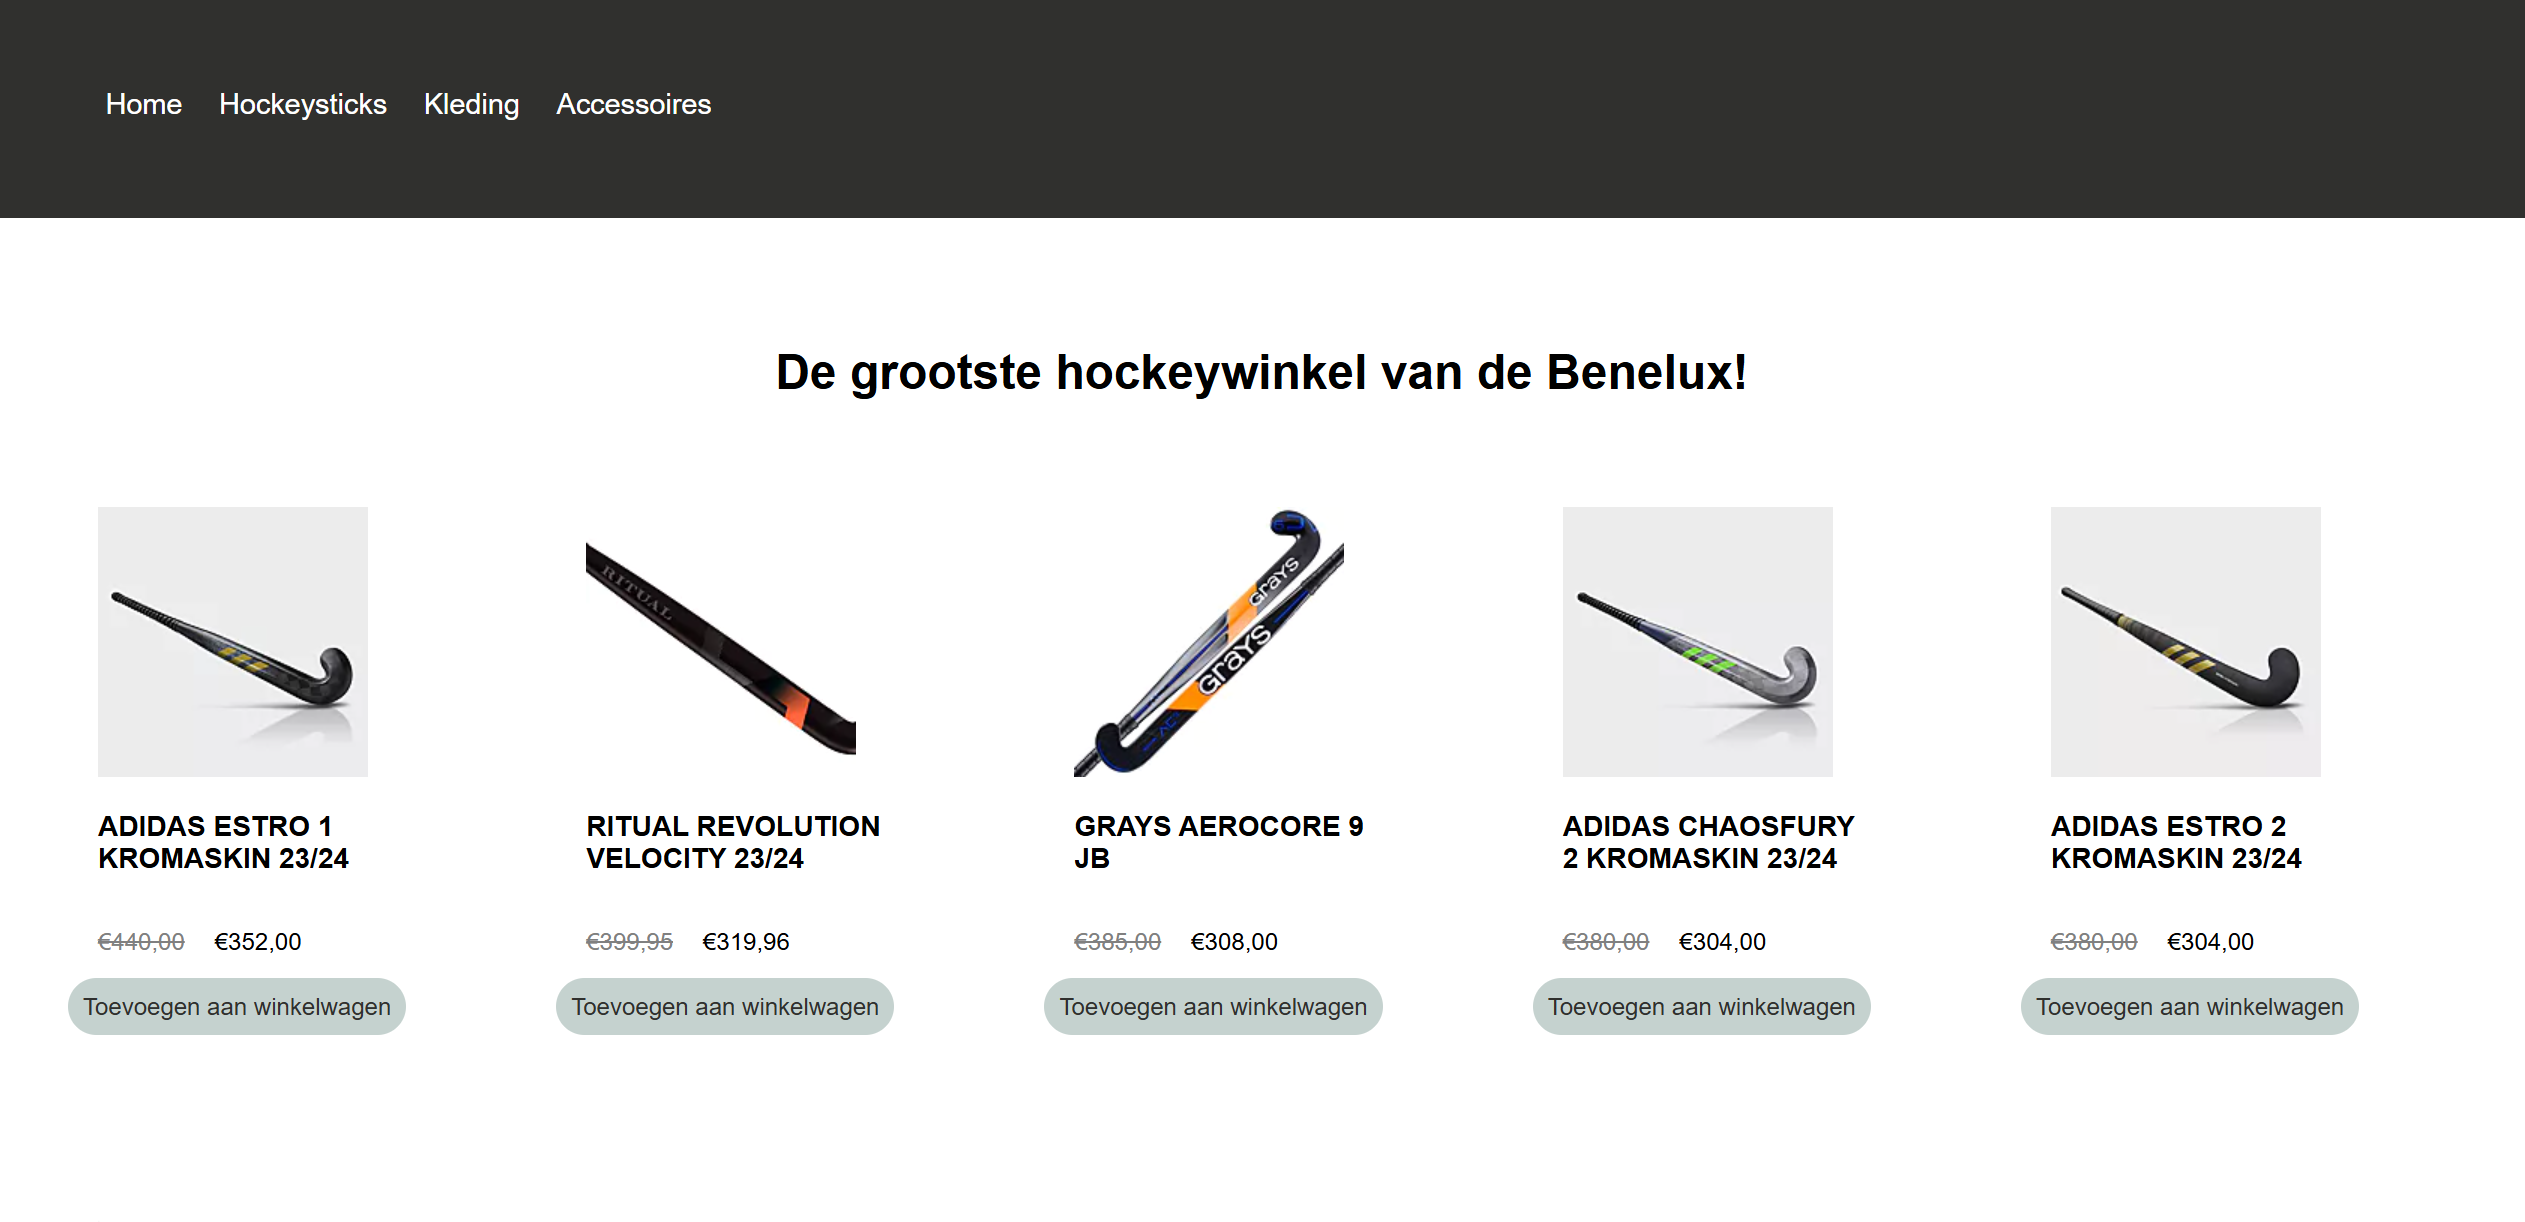 Home Hockeysticks Kleding Accessoires
De grootste hockeywinkel van de Benelux!
RITUAL
GRAYS
GRAYS
ADIDAS ESTRO 1
KROMASKIN 23/24
€440,00 €352,00
Toevoegen aan winkelwagen
RITUAL REVOLUTION
VELOCITY 23/24
€399,95 €319,96
Toevoegen aan winkelwagen
GRAYS AEROCORE 9
JB
€385,00 €308,00
Toevoegen aan winkelwagen
ADIDAS CHAOSFURY
2 KROMASKIN 23/24
€380,00 €304,00
Toevoegen aan winkelwagen
ADIDAS ESTRO 2
KROMASKIN 23/24
€380,00 €304,00
Toevoegen aan winkelwagen